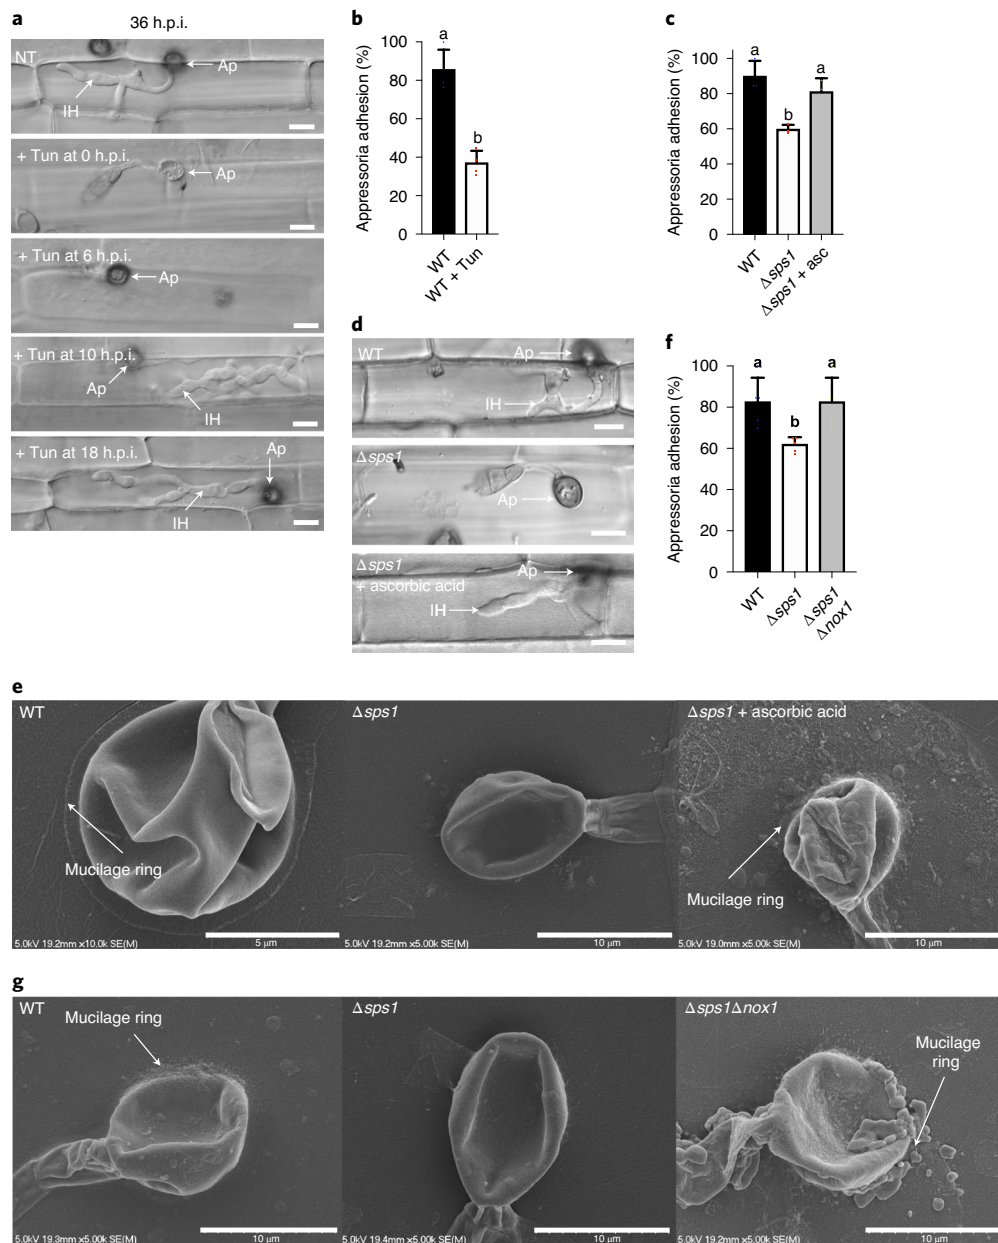 a
36 h.p.i.
NT
Ap
IH
+ Tun at 0 h.p.i.
Ap
+ Tun at 6 h.p.i.
Ap
+ Tun at 10 h.p.i.
Ap
IH
+ Tun at 18 h.p.i.
Ap
IH
b
Appressoria adhesion (%)
100
80
60
40
20
0
a
b
WT
WT + Tun
c
Appressoria adhesion (%)
100
80
60
40
20
0
a
b
a
WT
Δsps1
Δsps1 + asc
d
WT
Ap
IH
Δsps1
Ap
Δsps1
+ ascorbic acid
Ap
IH
f
Appressoria adhesion (%)
100
80
60
40
20
0
a
b
a
WT
Δsps1
Δsps1
Δnox1
e
WT
Mucilage ring
5.0kV 19.2mm x10.0k SE(M)
5 μm
Δsps1
5.0kV 19.2mm x5.00k SE(M)
10 μm
Δsps1 + ascorbic acid
Mucilage ring
5.0kV 19.0mm x5.00k SE(M)
10 μm
g
WT
Mucilage ring
5.0kV 19.3mm x5.00k SE(M)
10 μm
Δsps1
5.0kV 19.4mm x5.00k SE(M)
10 μm
Δsps1Δnox1
Mucilage
ring
5.0kV 19.2mm x5.00k SE(M)
10 μm